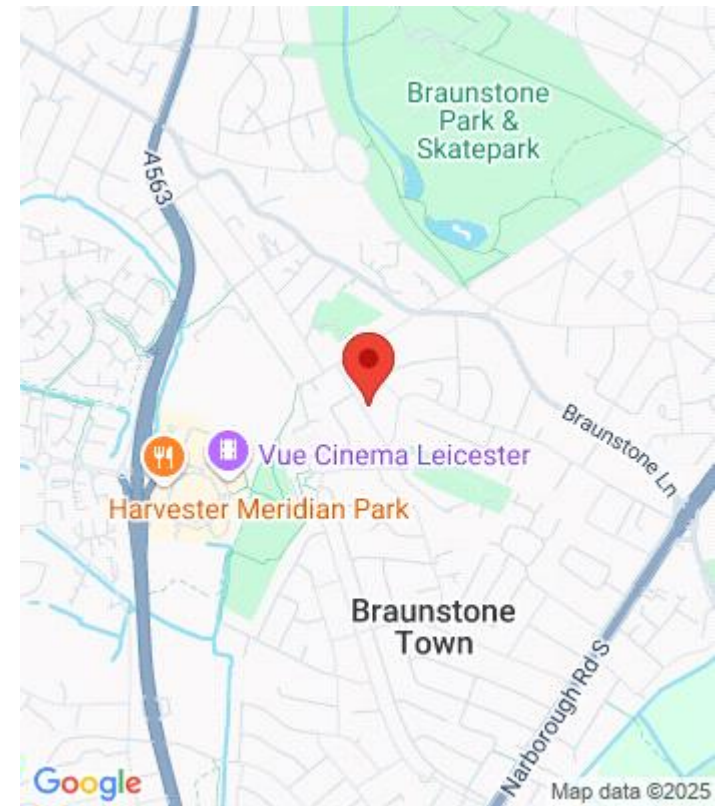 Braunstone
Park &
Skatepark
A563
Braunstone Ln
Vue Cinema Leicester
Harvester Meridian Park
Braunstone
Town
Narborough Rd S
Google
Map data ©2025